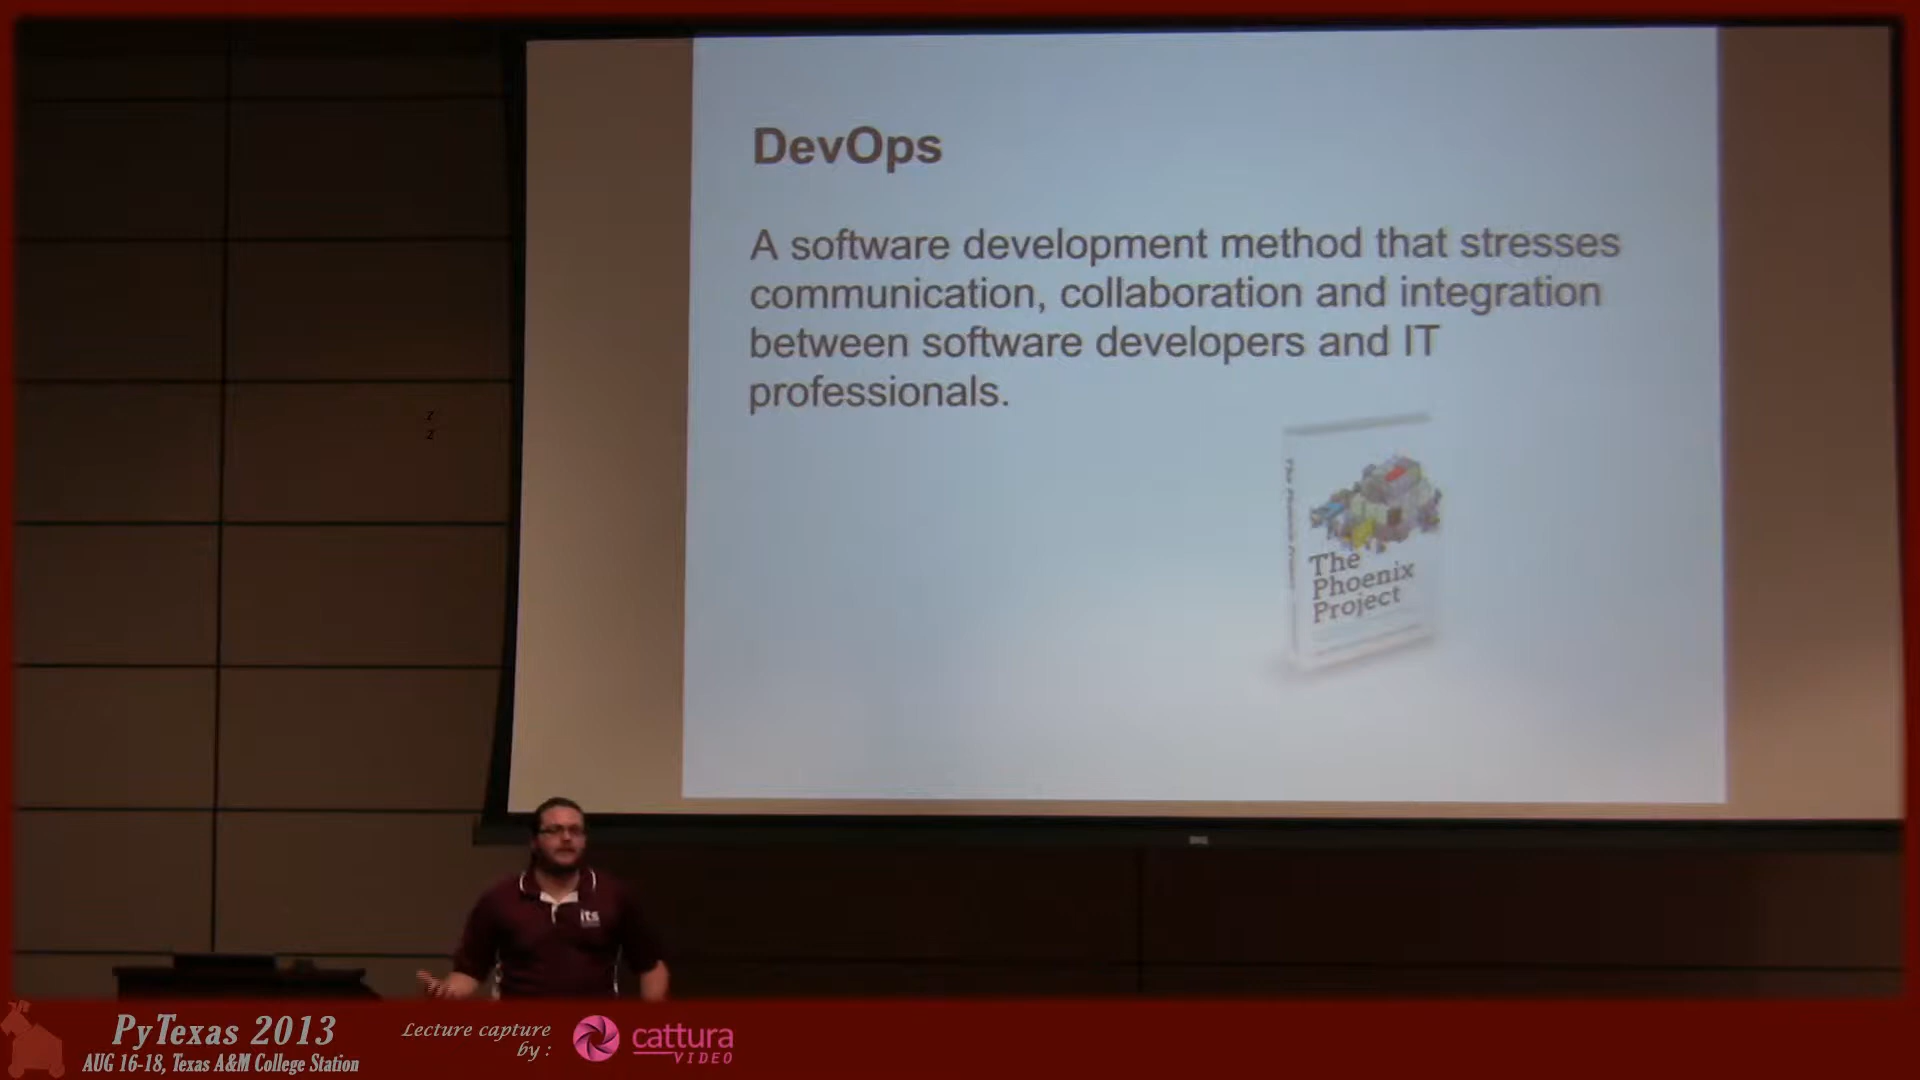 DevOps
A software development method that stresses
communication, collaboration and integration
between software developers and IT
professionals.
The Phoenix Project
The
Phoenix
Project
z
z
its
PyTexas 2013
AUG 16-18, Texas A&M College Station
Lecture capture
by :
cattura
VIDEO